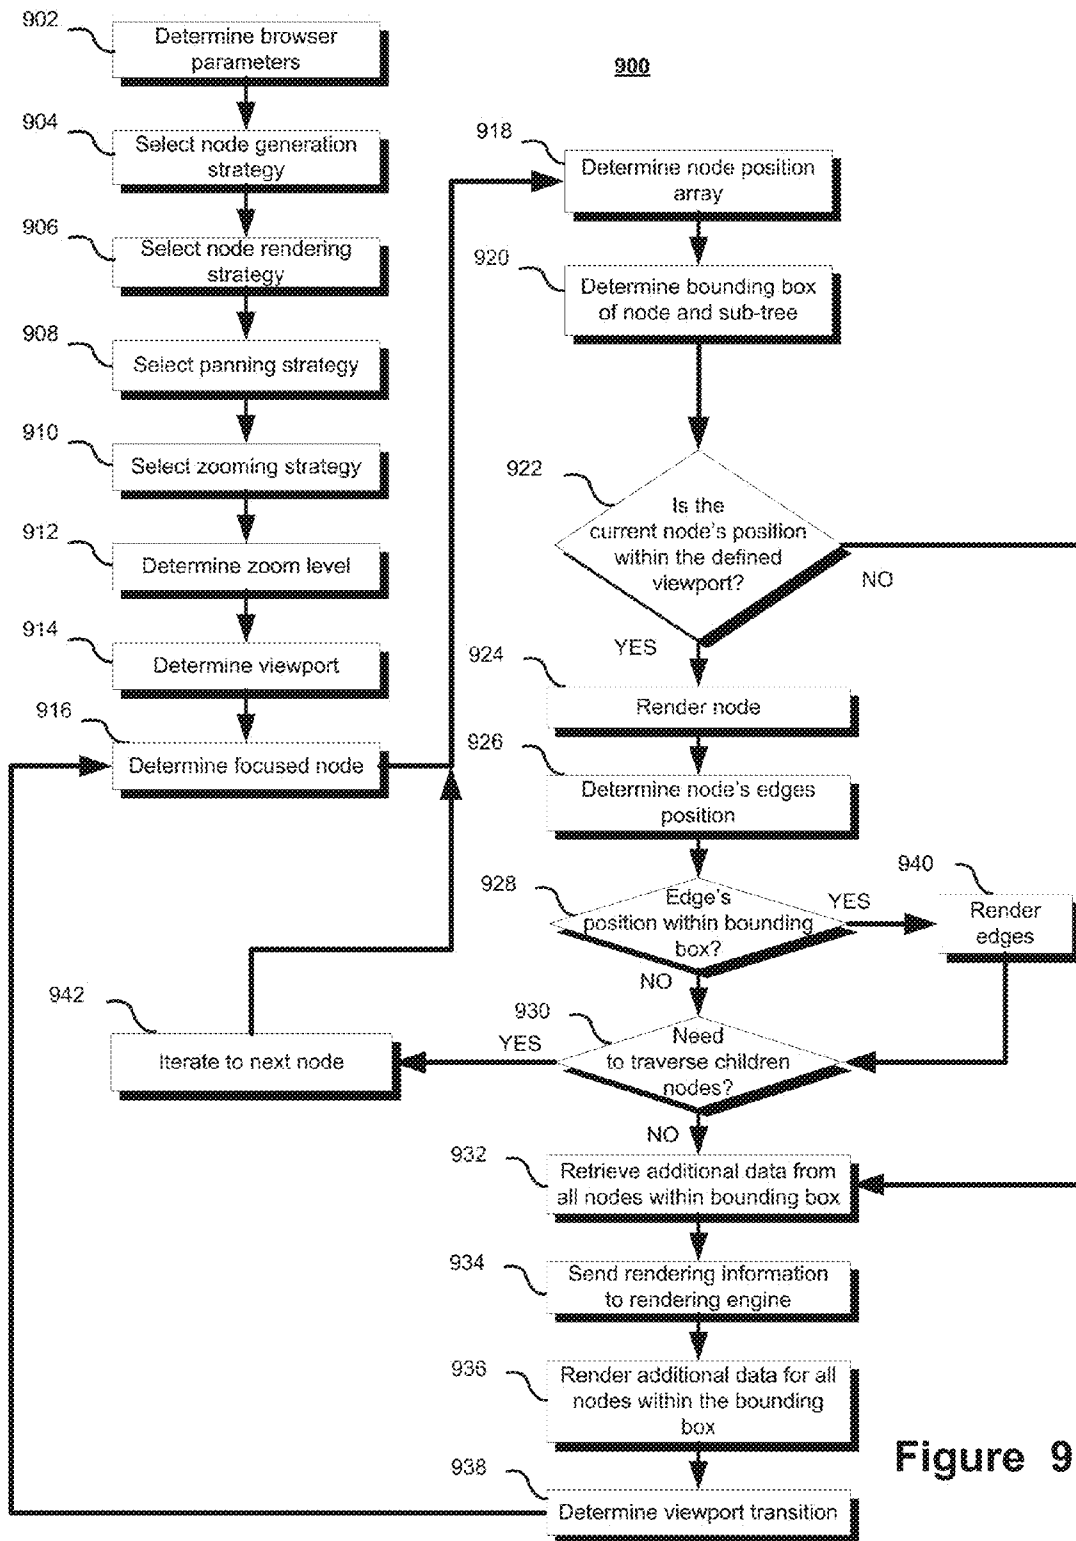 902
Determine browser
parameters
900
904
Select node generation
strategy
906
Select node rendering
strategy
908
Select panning strategy
910
Select zooming strategy
912
Determine zoom level
914
Determine viewport
916
Determine focused node
918
Determine node position
array
920
Determine bounding box
of node and sub-tree
922
Is the
current node's position
within the defined
viewport?
NO
YES
924
Render node
926
Determine node's edges
position
928
Edge's
position within bounding
box?
YES
940
Render
edges
NO
930
Need
to traverse children
nodes?
YES
942
Iterate to next node
NO
932
Retrieve additional data from
all nodes within bounding box
934
Send rendering information
to rendering engine
936
Render additional data for all
nodes within the bounding
box
938
Determine viewport transition
Figure 9